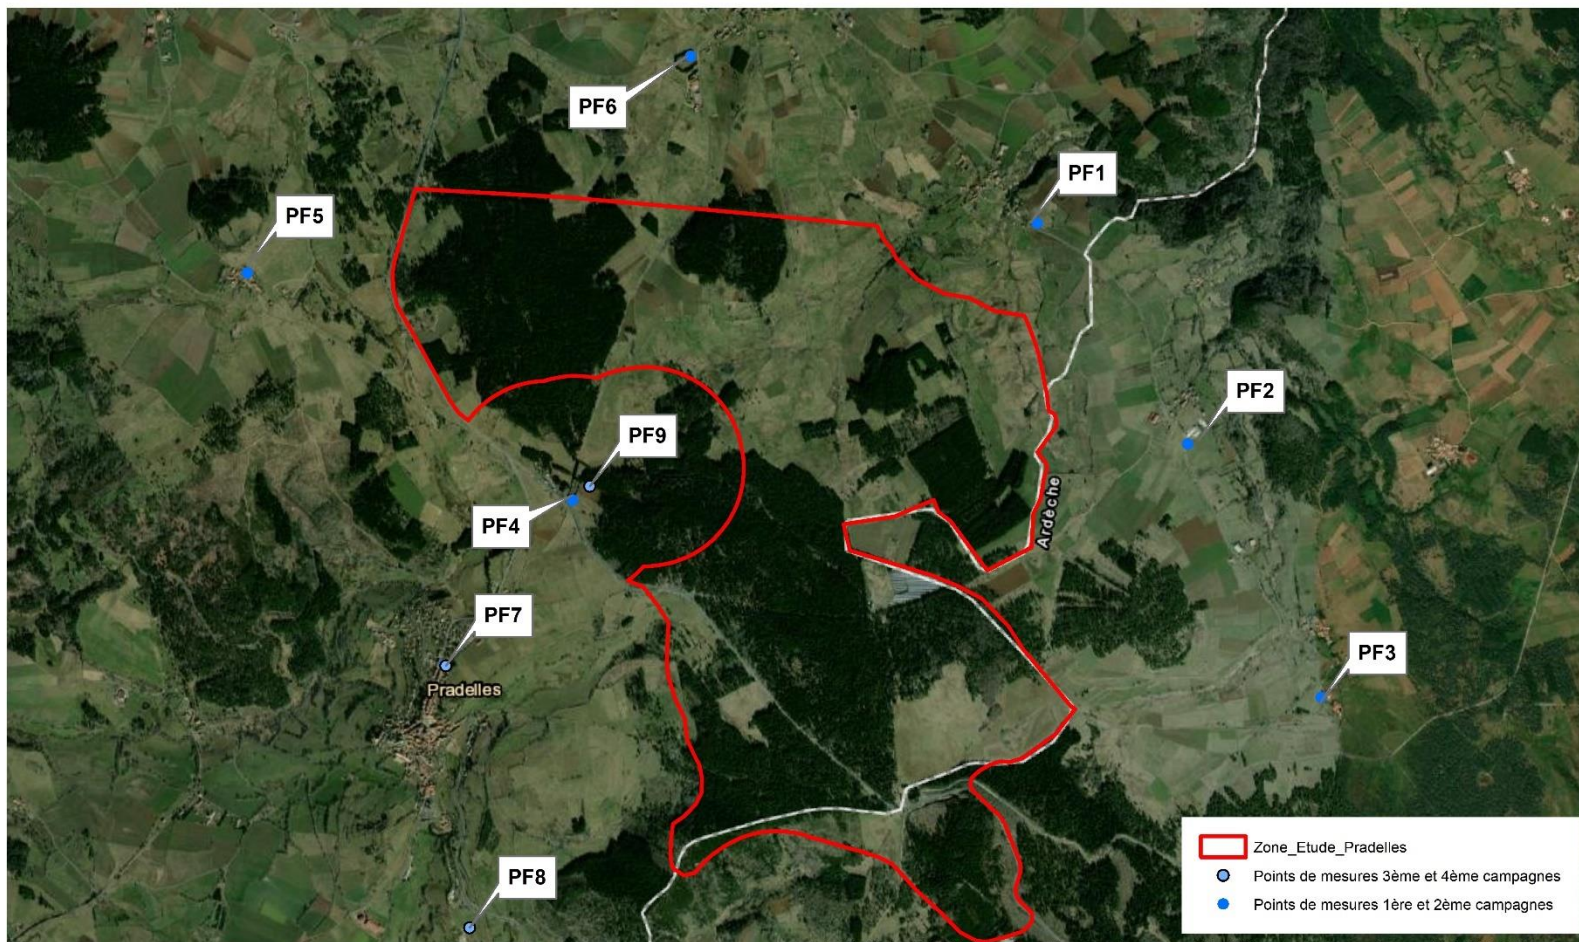 PF6
PF1
PF5
PF2
PF9
PF4
Ardèche
PF7
PF3
Pradelles
PF8
Zone_Etude_Pradelles
Points de mesures 3ème et 4ème campagnes
Points de mesures 1ère et 2ème campagnes